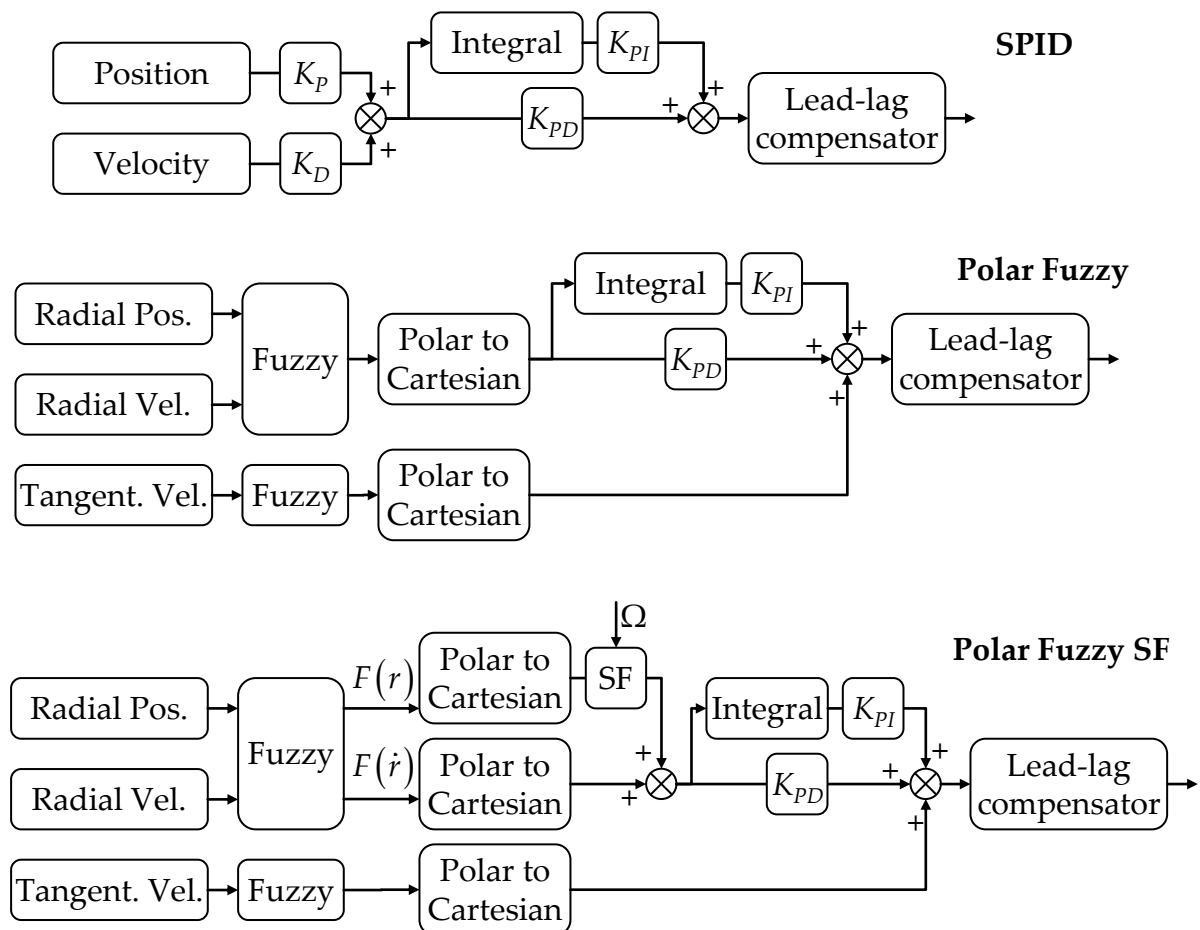 SPID
Position
K_P
+
Integral
K_PI
+
Velocity
K_D
+
K_PD
+
Lead-lag
compensator
Polar Fuzzy
Radial Pos.
Radial Vel.
Fuzzy
Polar to
Cartesian
Integral
K_PI
+
K_PD
+
Lead-lag
compensator
Tangent. Vel.
Fuzzy
Polar to
Cartesian
+
Polar Fuzzy SF
Radial Pos.
Radial Vel.
Fuzzy
F(r)
Polar to
Cartesian
Ω
SF
+
F(ṙ)
Polar to
Cartesian
+
Integral
K_PI
+
K_PD
+
Lead-lag
compensator
Tangent. Vel.
Fuzzy
Polar to
Cartesian
+